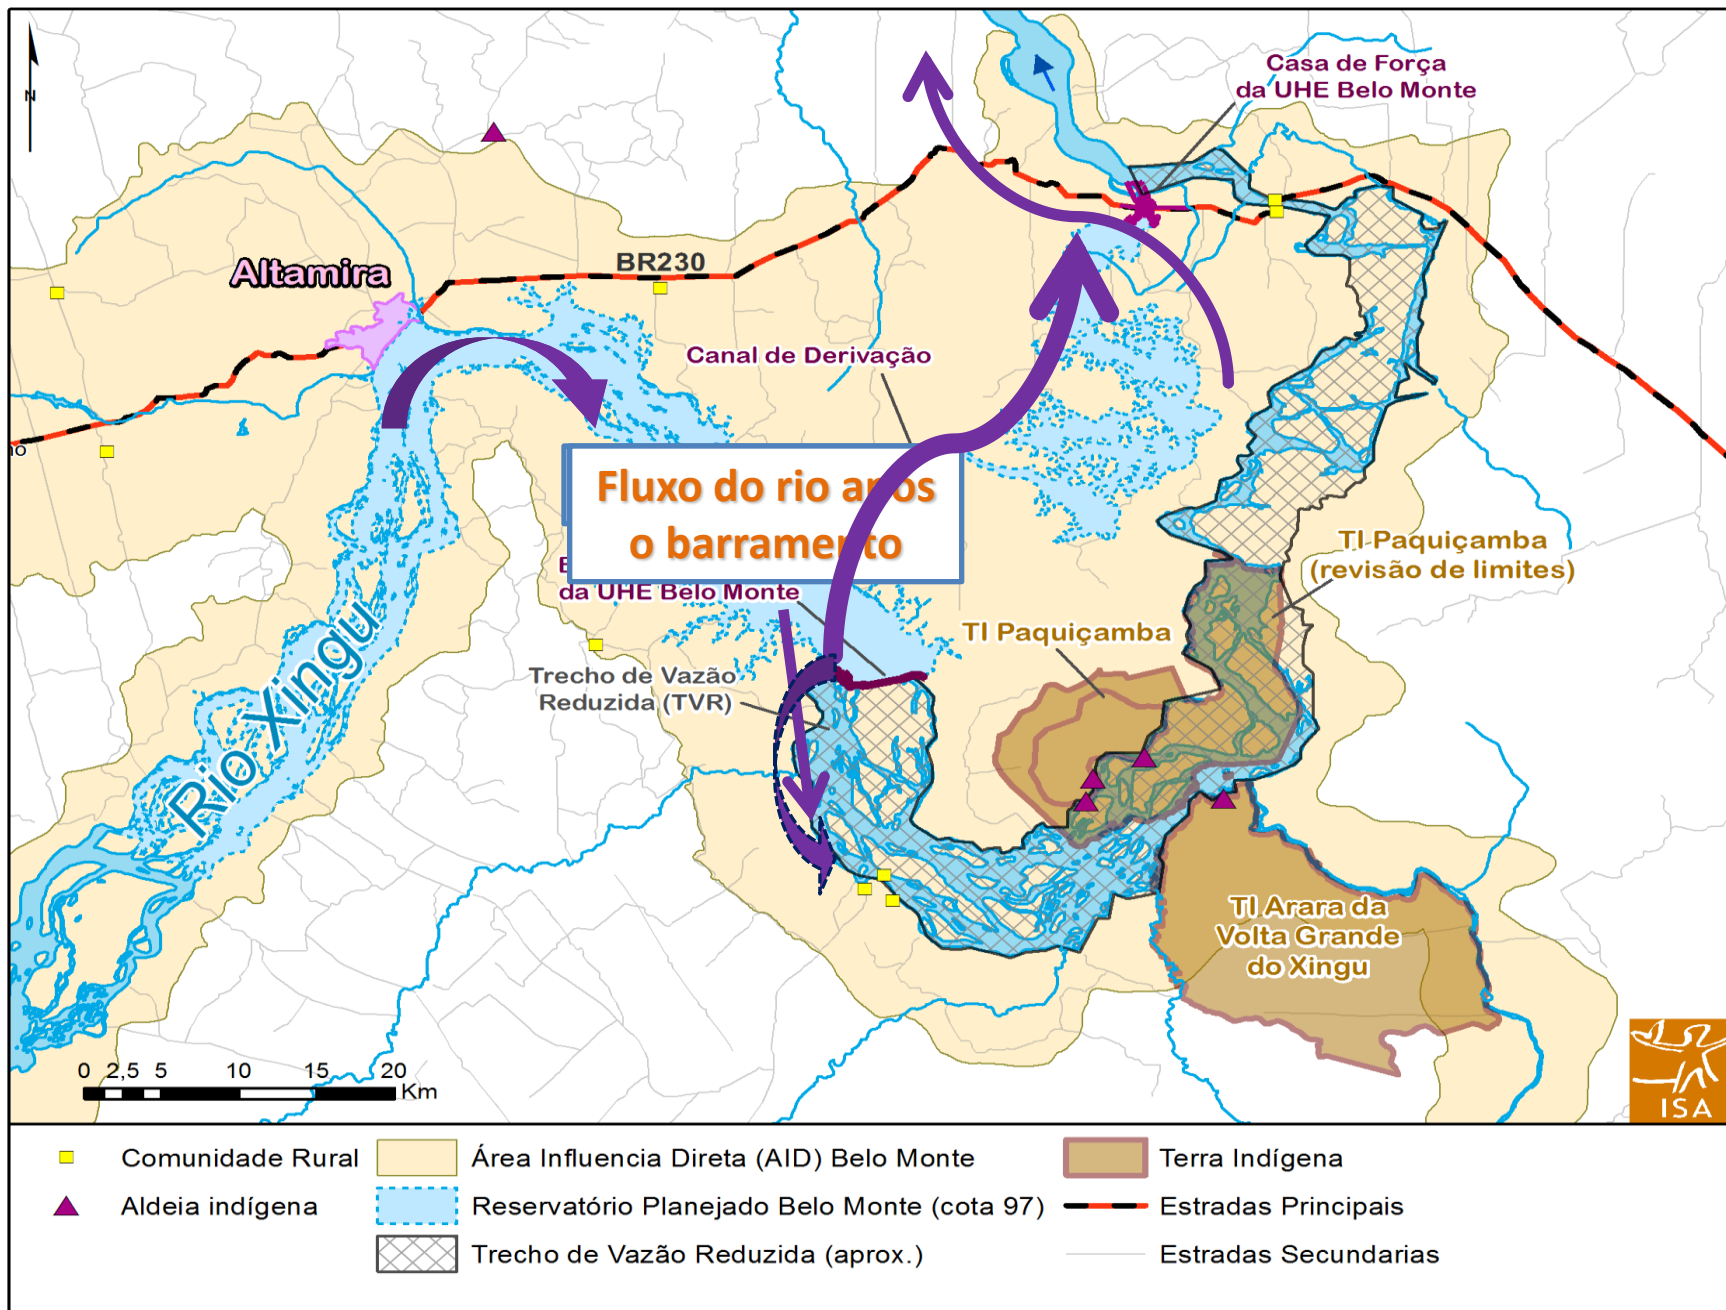 N
Casa de Força
da UHE Belo Monte
Altamira
BR230
Canal de Derivação
Fluxo do rio após
o barramento
da UHE Belo Monte
TI Paquiçamba
(revisão de limites)
TI Paquiçamba
Trecho de Vazão
Reduzida (TVR)
Rio Xingu
TI Arara da
Volta Grande
do Xingu
0 2,5 5 10 15 20
Km
ISA
Comunidade Rural
Área Influencia Direta (AID) Belo Monte
Terra Indígena
Aldeia indígena
Reservatório Planejado Belo Monte (cota 97)
Estradas Principais
Trecho de Vazão Reduzida (aprox.)
Estradas Secundarias